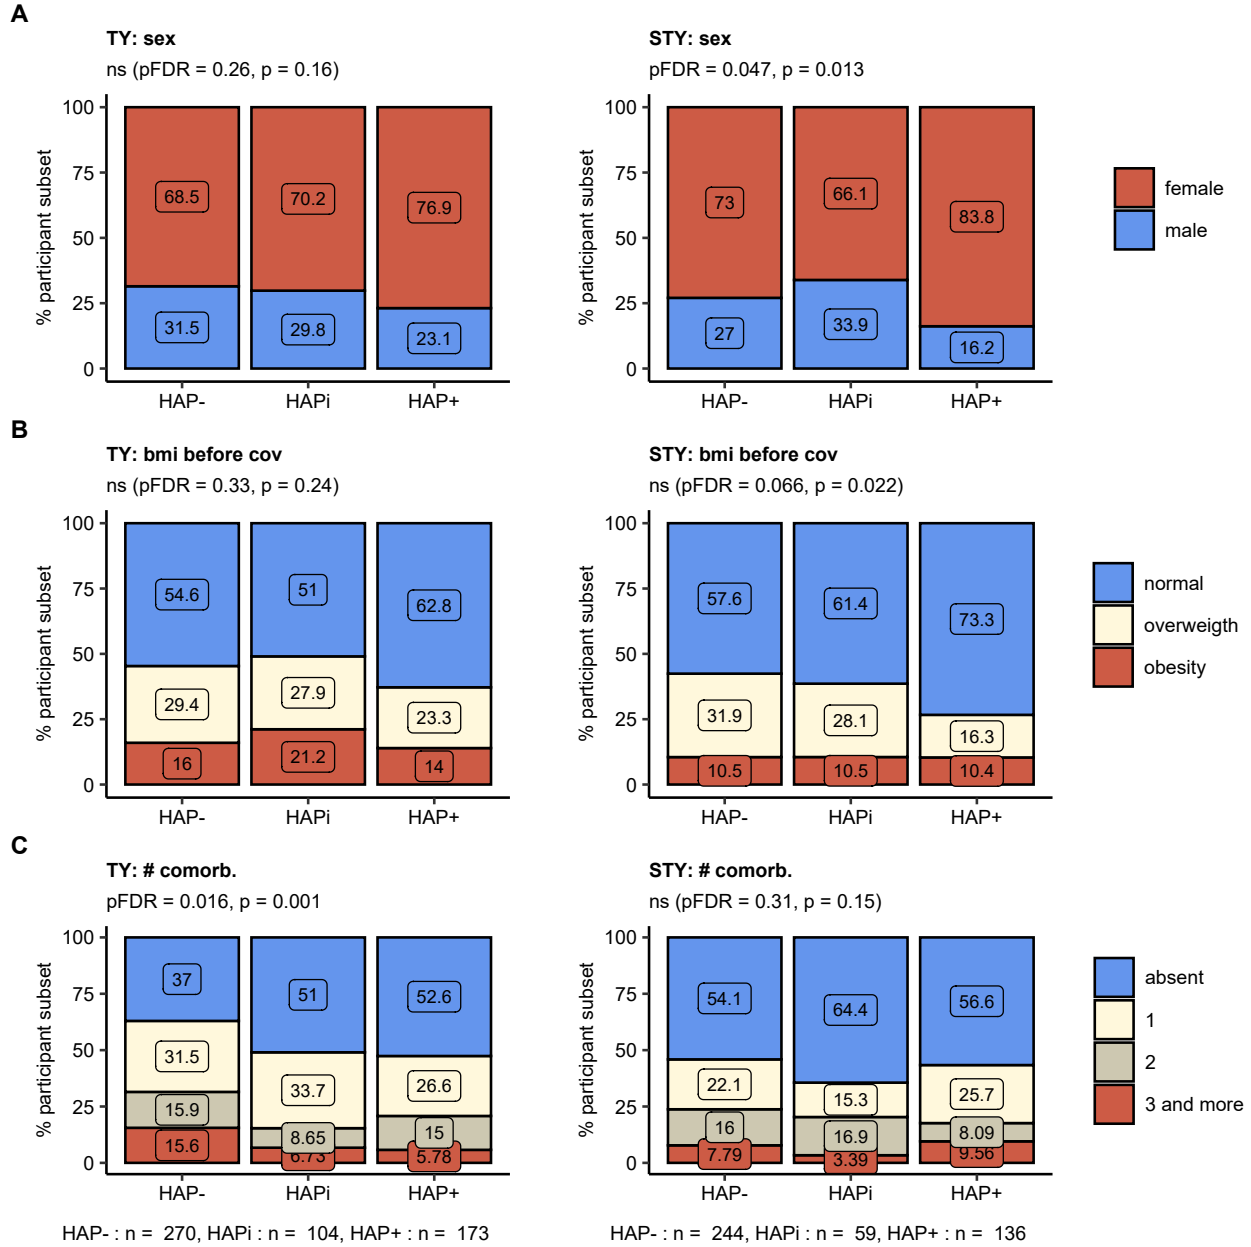 A
TY: sex
ns (pFDR = 0.26, p = 0.16)
% participant subset
100
75
50
25
0
68.5
70.2
76.9
31.5
29.8
23.1
HAP-
HAPi
HAP+
STY: sex
pFDR = 0.047, p = 0.013
% participant subset
100
75
50
25
0
73
66.1
83.8
27
33.9
16.2
HAP-
HAPi
HAP+
female
male
B
TY: bmi before cov
ns (pFDR = 0.33, p = 0.24)
% participant subset
100
75
50
25
0
54.6
51
62.8
29.4
27.9
23.3
16
21.2
14
HAP-
HAPi
HAP+
STY: bmi before cov
ns (pFDR = 0.066, p = 0.022)
% participant subset
100
75
50
25
0
57.6
61.4
73.3
31.9
28.1
16.3
10.5
10.5
10.4
HAP-
HAPi
HAP+
normal
overweigth
obesity
C
TY: # comorb.
pFDR = 0.016, p = 0.001
% participant subset
100
75
50
25
0
37
51
52.6
31.5
33.7
26.6
15.9
8.65
15
15.6
6.73
5.78
HAP-
HAPi
HAP+
HAP- : n =  270, HAPi : n =  104, HAP+ : n =  173
STY: # comorb.
ns (pFDR = 0.31, p = 0.15)
% participant subset
100
75
50
25
0
54.1
64.4
56.6
22.1
15.3
25.7
16
16.9
8.09
7.79
3.39
9.56
HAP-
HAPi
HAP+
HAP- : n =  244, HAPi : n =  59, HAP+ : n =  136
absent
1
2
3 and more